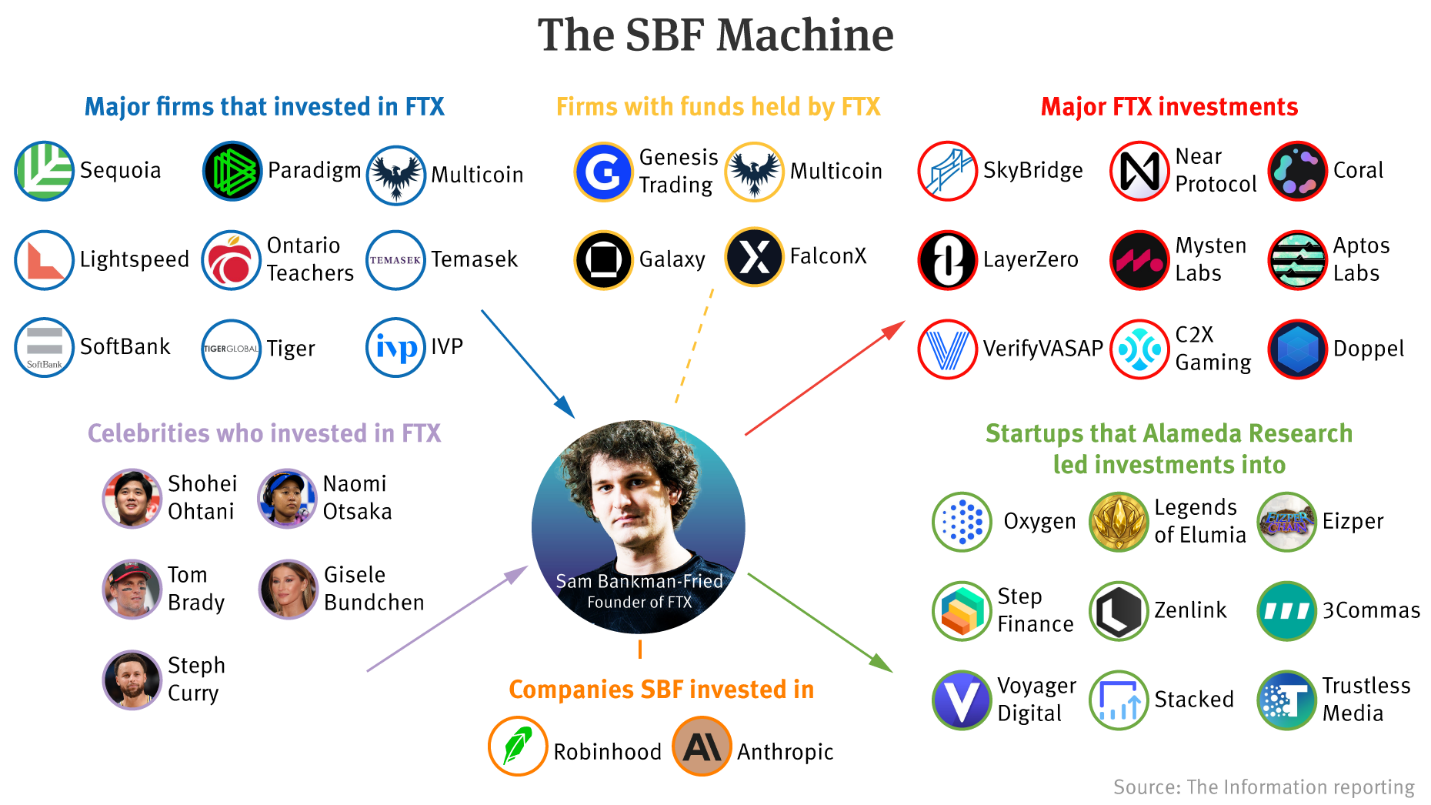 The SBF Machine
Major firms that invested in FTX
Sequoia
Paradigm
Multicoin
Lightspeed
Ontario
Teachers
TEMASEK
Temasek
SoftBank
SoftBank
TIGERGLOBAL
Tiger
ivp
IVP
Firms with funds held by FTX
G
Genesis
Trading
Multicoin
Galaxy
FalconX
Major FTX investments
SkyBridge
Near
Protocol
Coral
LayerZero
Mysten
Labs
Aptos
Labs
VerifyVASAP
C2X
Gaming
Doppel
Celebrities who invested in FTX
Shohei
Ohtani
Naomi
Otsaka
Tom
Brady
Gisele
Bundchen
Steph
Curry
Sam Bankman-Fried
Founder of FTX
Companies SBF invested in
Robinhood
AI
Anthropic
Startups that Alameda Research
led investments into
Oxygen
Legends
of Elumia
EIZPER
CHAOS
Eizper
Step
Finance
Zenlink
3Commas
V
Voyager
Digital
Stacked
T
Trustless
Media
Source: The Information reporting